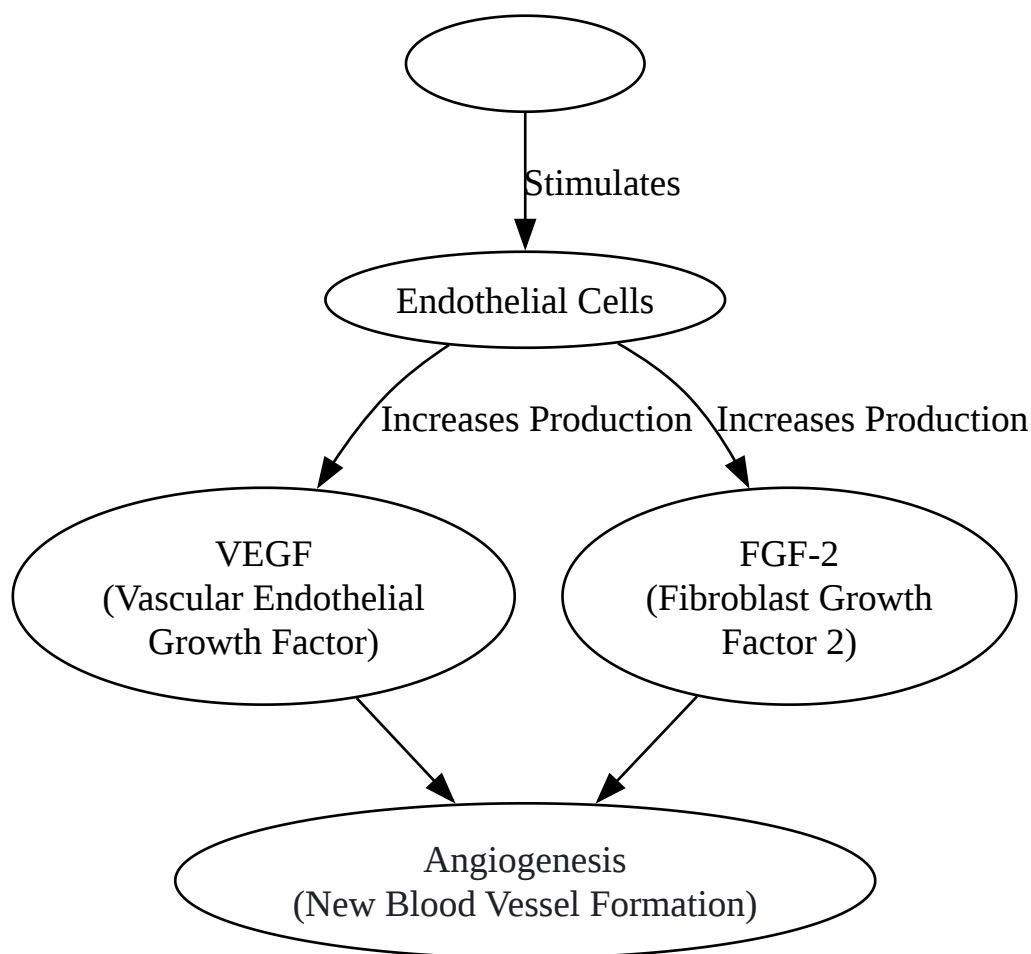 Stimulates
Endothelial Cells
Increases Production
Increases Production
VEGF
(Vascular Endothelial
Growth Factor)
FGF-2
(Fibroblast Growth
Factor 2)
Angiogenesis
(New Blood Vessel Formation)